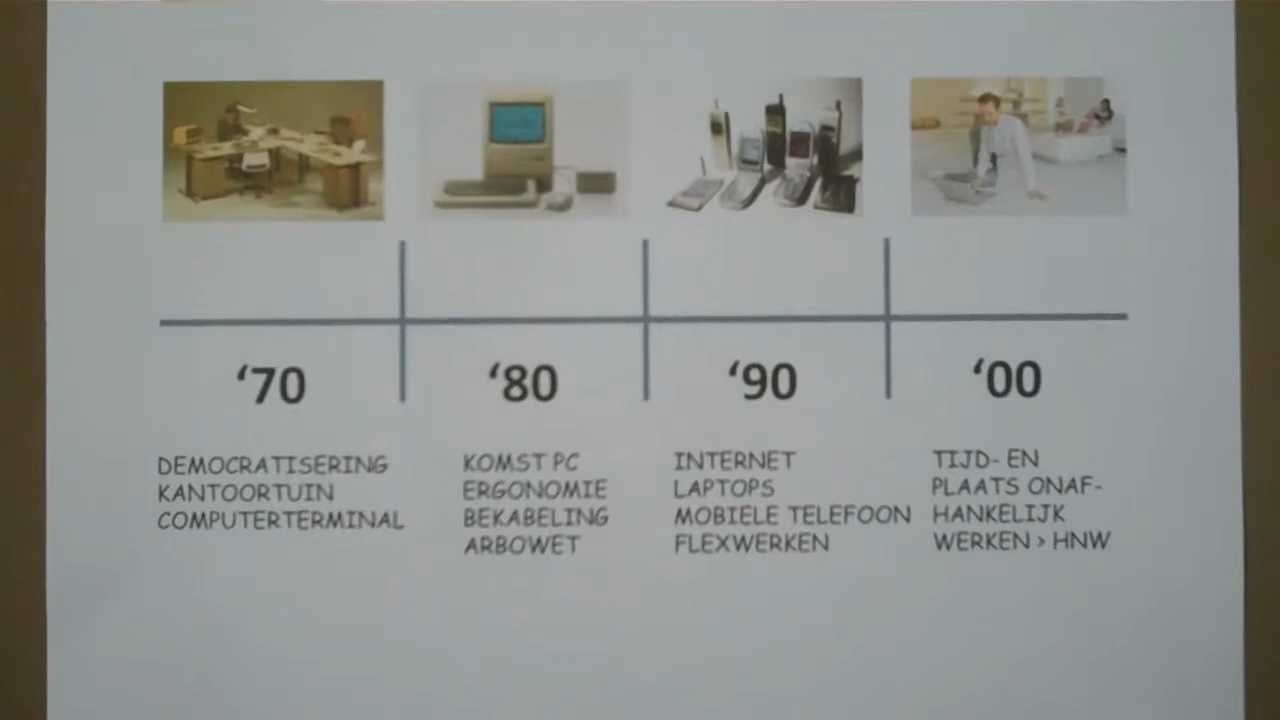 ‘70
‘80
‘90
‘00
DEMOCRATISERING
KANTOORTUIN
COMPUTERTERMINAL
KOMST PC
ERGONOMIE
BEKABELING
ARBOWET
INTERNET
LAPTOPS
MOBIELE TELEFOON
FLEXWERKEN
TIJD- EN
PLAATS ONAF-
HANKELIJK
WERKEN > HNW